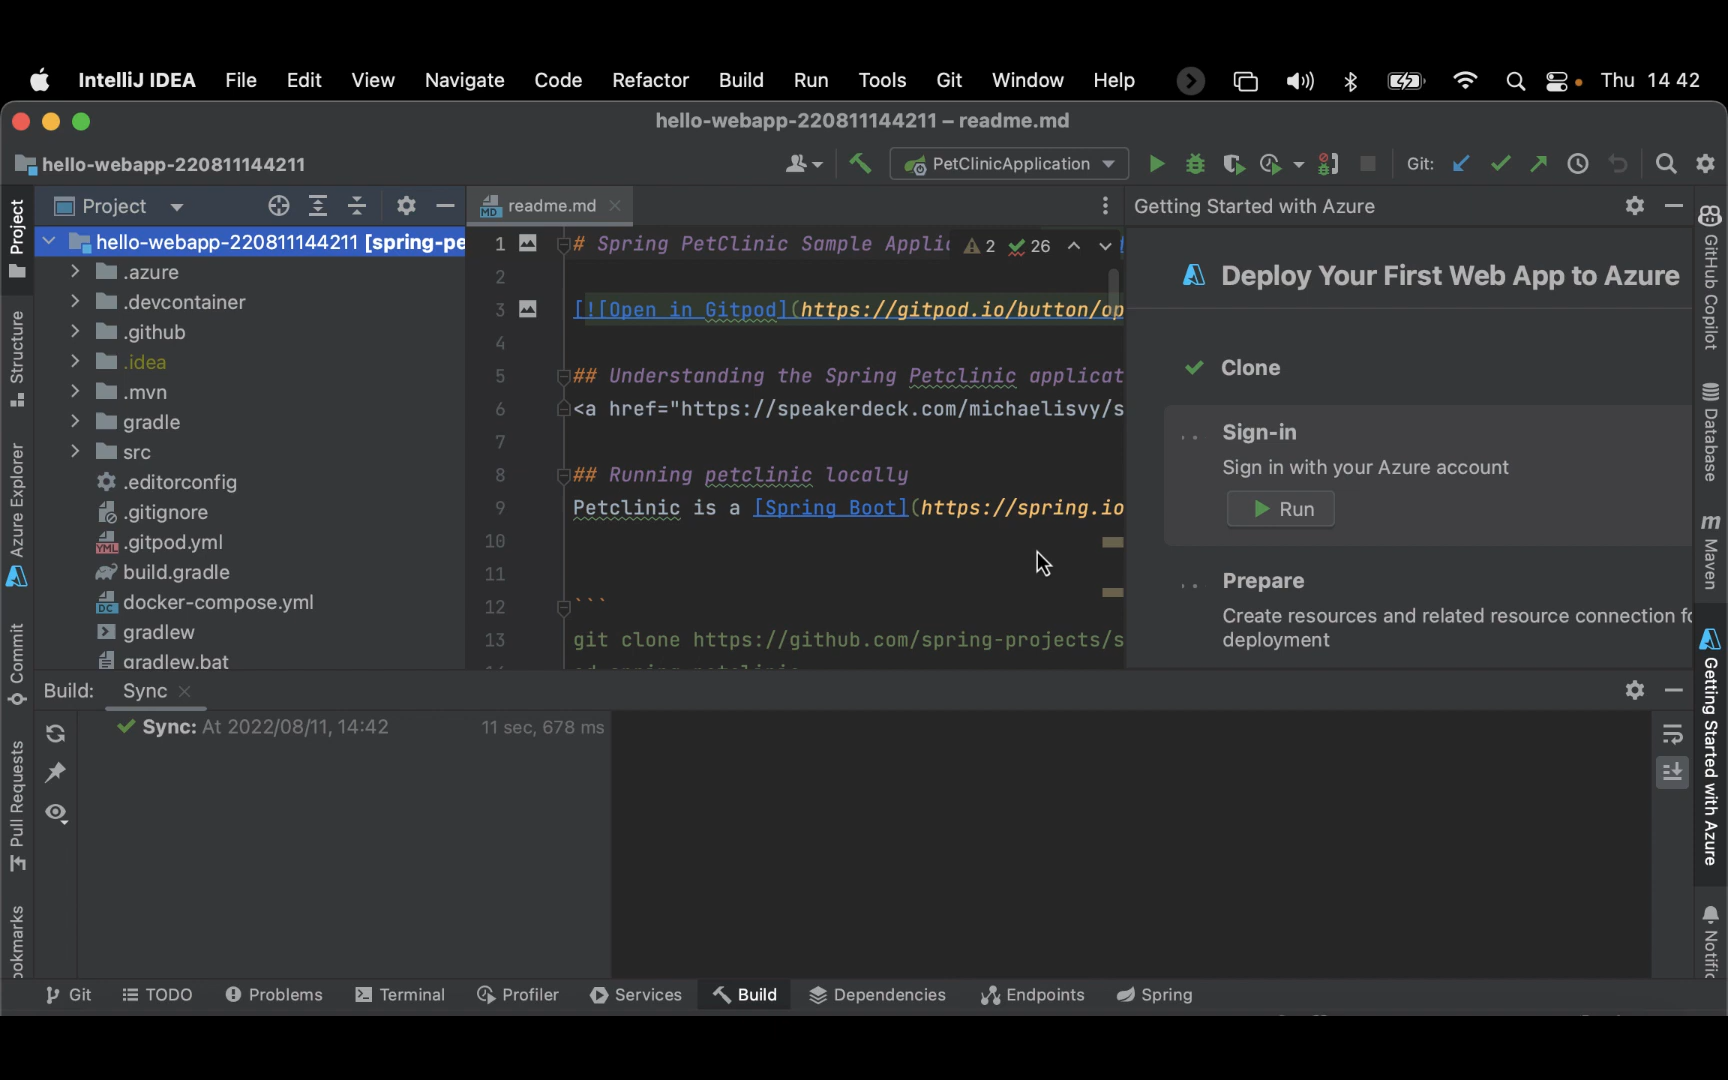 IntelliJ IDEA File Edit View Navigate Code Refactor Build Run Tools Git Window Help Thu 14 42
hello-webapp-220811144211 – readme.md
hello-webapp-220811144211 PetClinicApplication Git:
Project readme.md Getting Started with Azure
Project
Structure
Azure Explorer
Commit
Pull Requests
hello-webapp-220811144211 [spring-pe
.azure
.devcontainer
.github
.idea
.mvn
gradle
src
.editorconfig
.gitignore
.gitpod.yml
build.gradle
docker-compose.yml
gradlew
gradlew.bat
1 # Spring PetClinic Sample Applic 2 26
2
3 [![Open in Gitpod](https://gitpod.io/button/op
4
5 ## Understanding the Spring Petclinic applicat
6 <a href="https://speakerdeck.com/michaelisvy/s
7
8 ## Running petclinic locally
9 Petclinic is a [Spring Boot](https://spring.io
10
11
12 ```
13 git clone https://github.com/spring-projects/s
Deploy Your First Web App to Azure
Clone
Sign-in
Sign in with your Azure account
Run
Prepare
Create resources and related resource connection fo
deployment
GitHub Copilot
Database
Maven
Getting Started with Azure
Build: Sync
Sync: At 2022/08/11, 14:42 11 sec, 678 ms
Git TODO Problems Terminal Profiler Services Build Dependencies Endpoints Spring